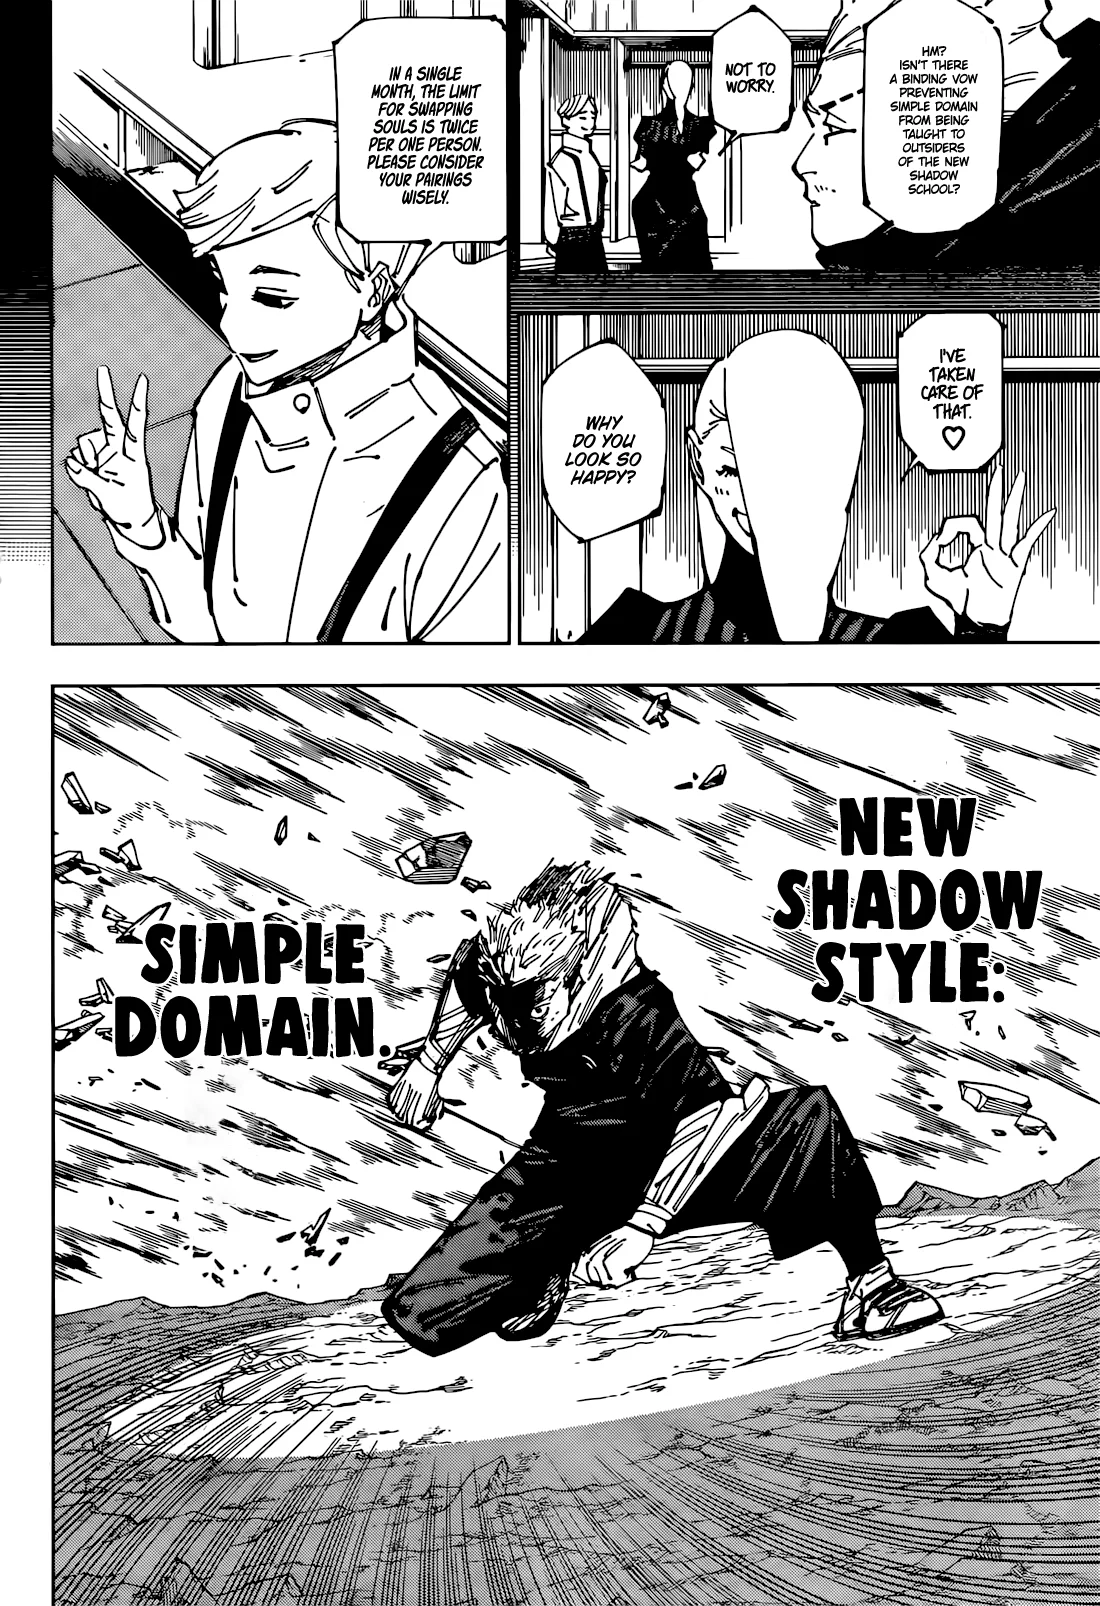 HM?
ISN'T THERE
A BINDING VOW
PREVENTING
SIMPLE DOMAIN
FROM BEING
TAUGHT TO
OUTSIDERS
OF THE NEW
SHADOW
SCHOOL?
NOT TO
WORRY.
I'VE
TAKEN
CARE OF
THAT.
♡
WHY
DO YOU
LOOK SO
HAPPY?
IN A SINGLE
MONTH, THE LIMIT
FOR SWAPPING
SOULS IS TWICE
PER ONE PERSON.
PLEASE CONSIDER
YOUR PAIRINGS
WISELY.
NEW
SHADOW
STYLE:
SIMPLE
DOMAIN.